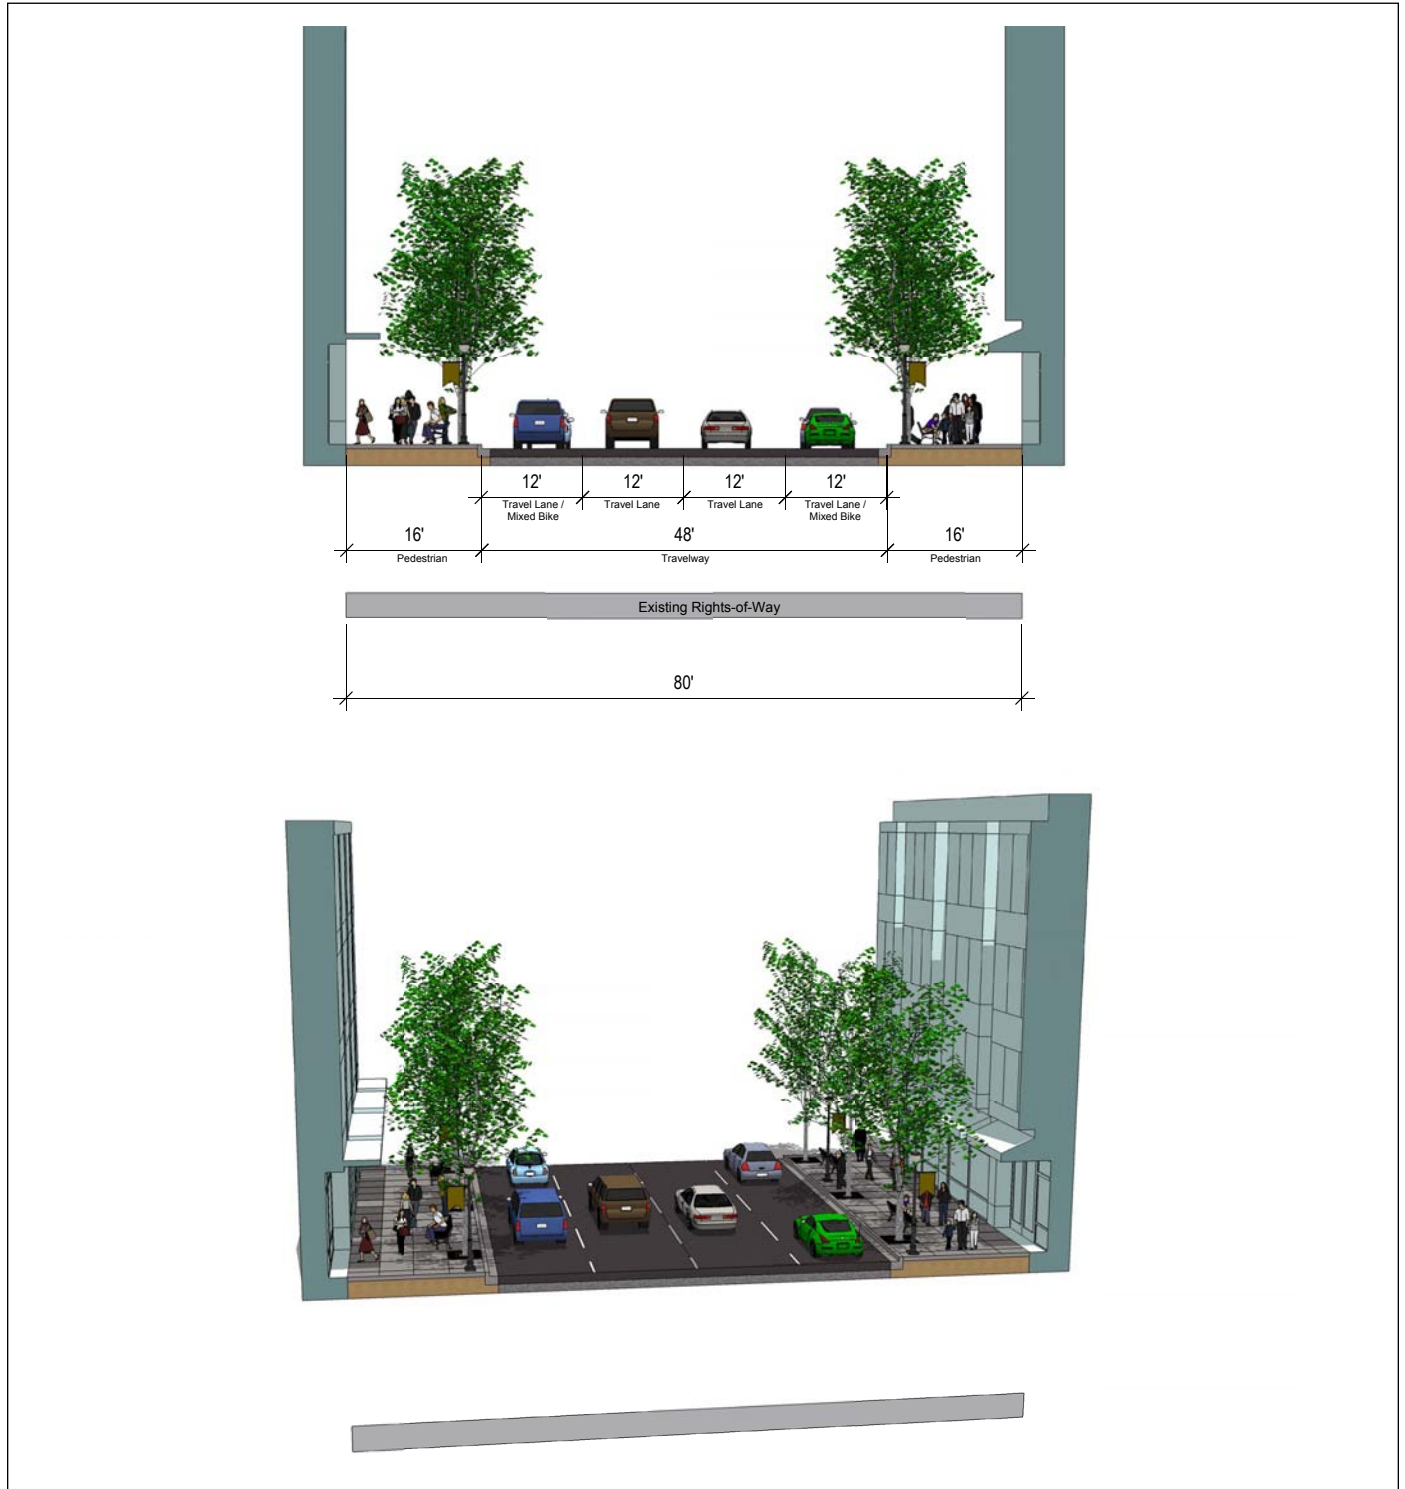 12' 12' 12' 12'
Travel Lane / Travel Lane Travel Lane Travel Lane /
Mixed Bike Mixed Bike
16' 48' 16'
Pedestrian Travelway Pedestrian
Existing Rights-of-Way
80'